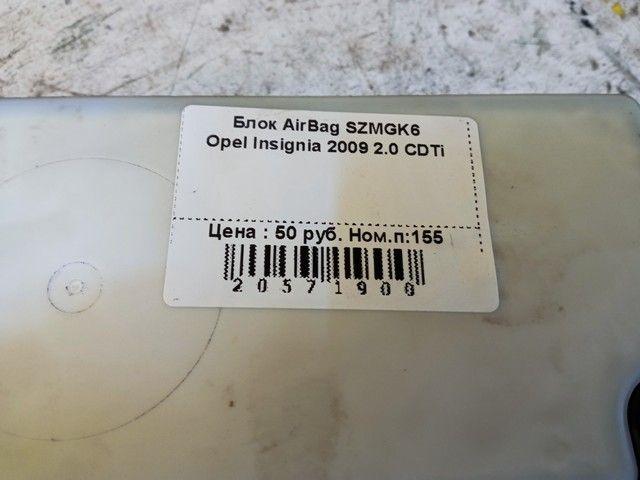 Блок AirBag SZMGK6
Opel Insignia 2009 2.0 CDTi
Цена : 50 руб. Ном.п:155
20571900